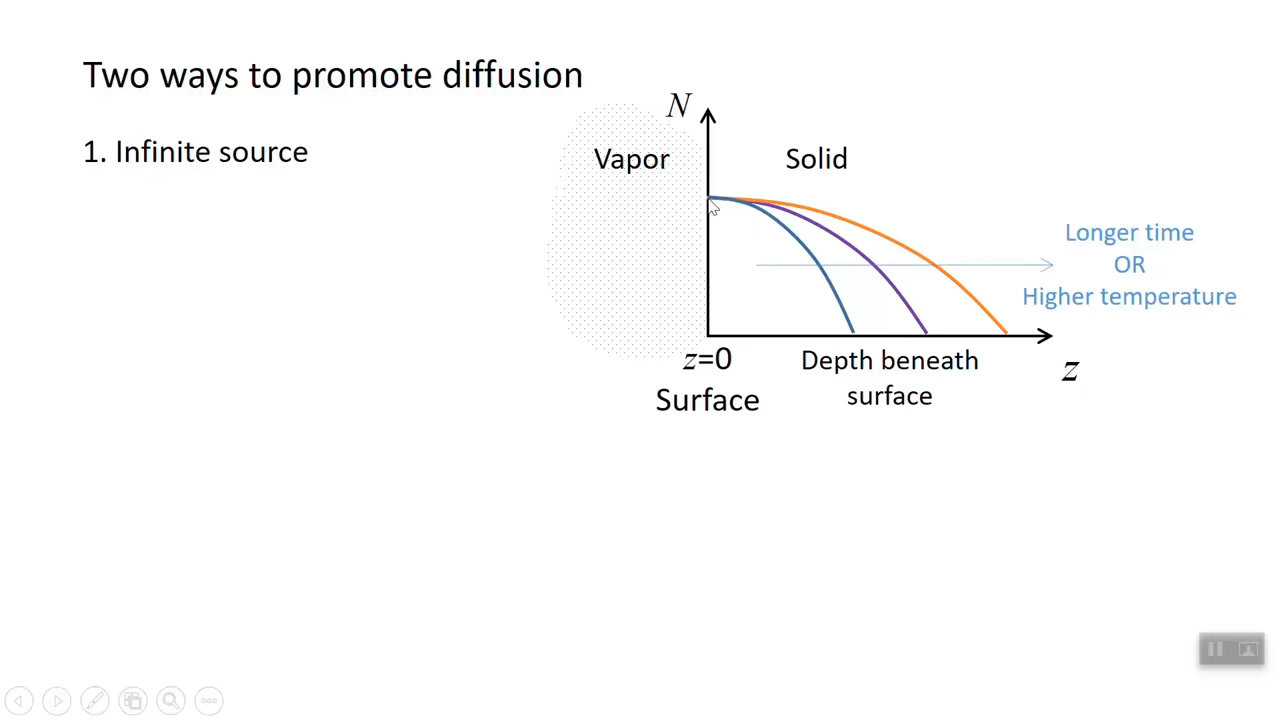 Two ways to promote diffusion
1. Infinite source
N
Vapor
Solid
Longer time
OR
Higher temperature
z=0
Surface
Depth beneath
surface
z